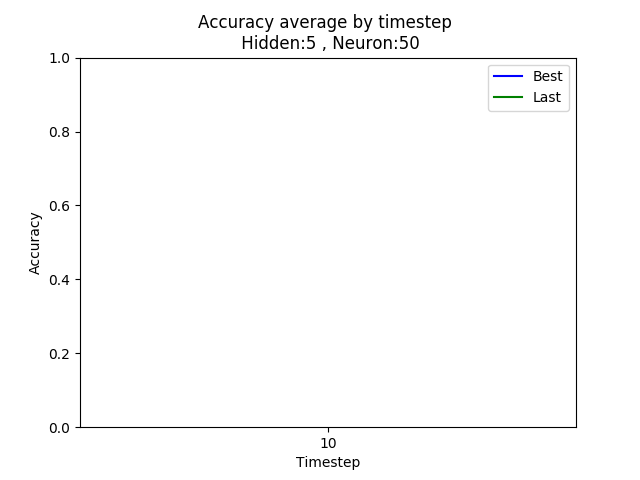 Accuracy average by timestep
Hidden:5 , Neuron:50
1.0
Best
Last
0.8
0.6
Accuracy
0.4
0.2
0.0
10
Timestep